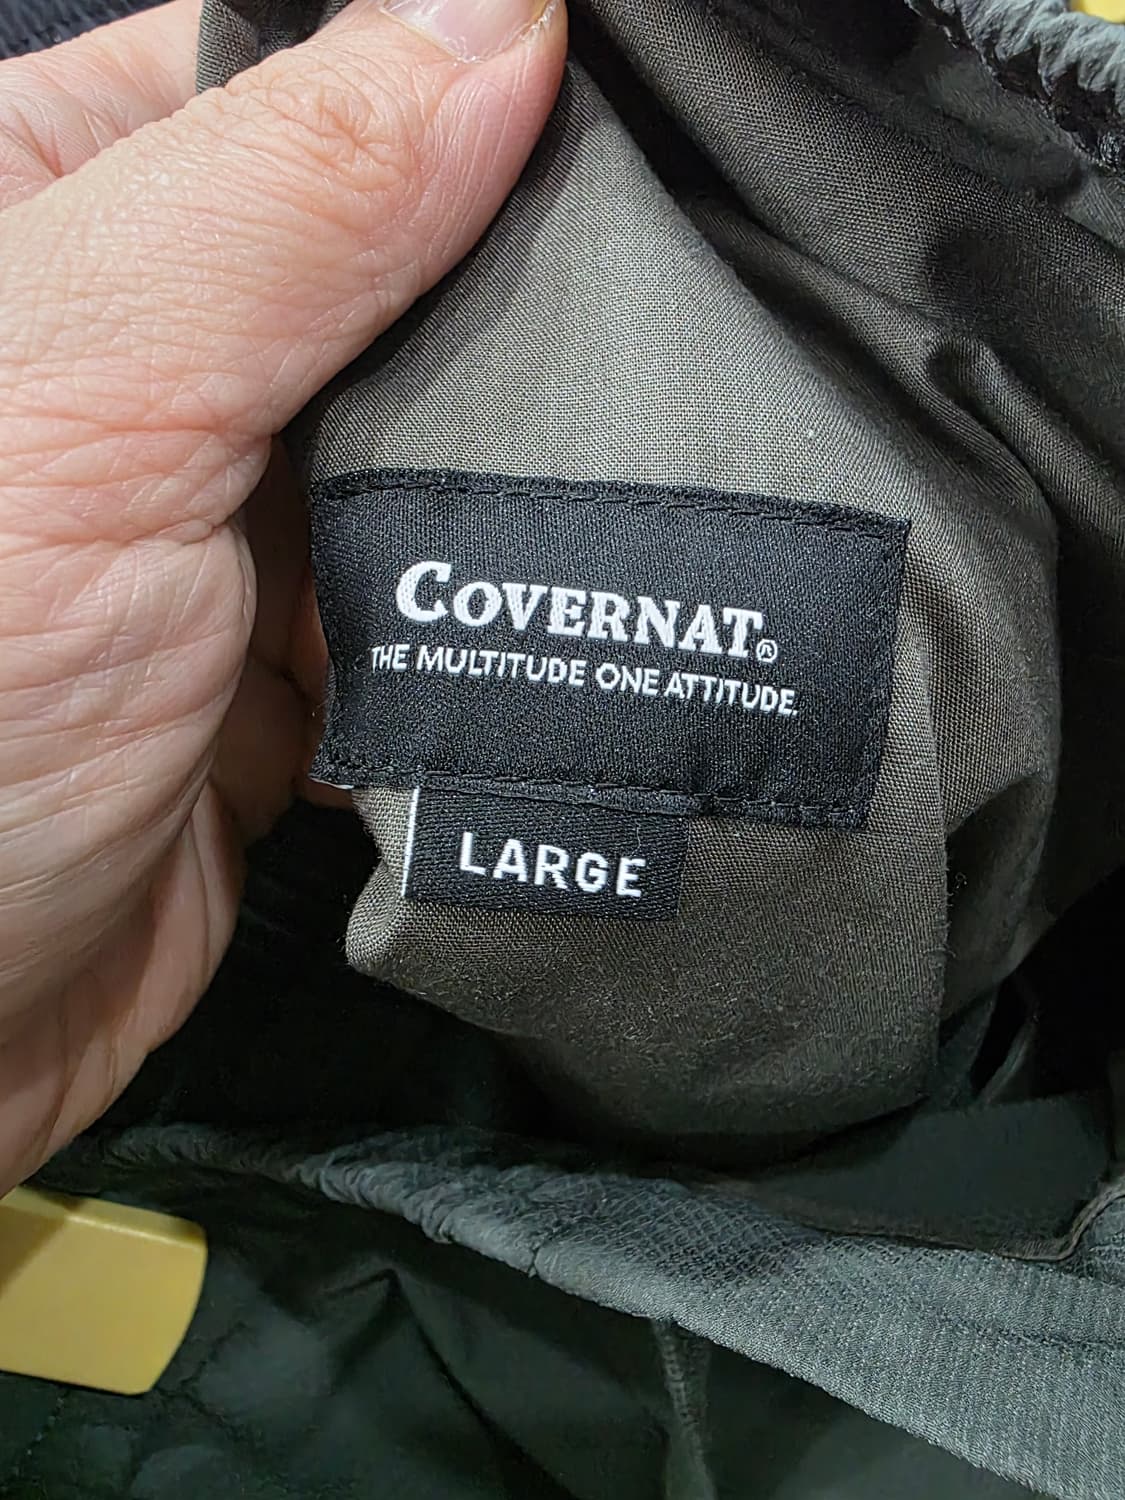 COVERNAT®
THE MULTITUDE ONE ATTITUDE.
LARGE